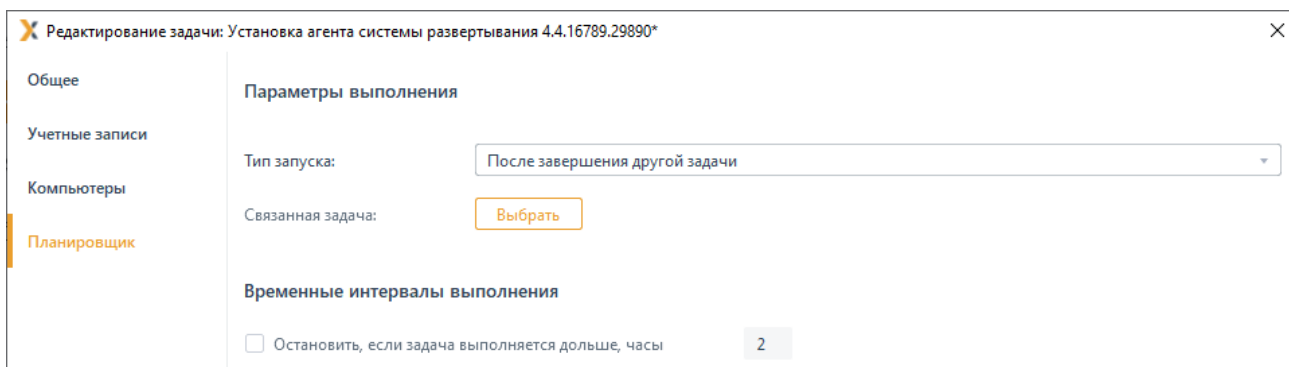 Редактирование задачи: Установка агента системы развертывания 4.4.16789.29890*
Общее
Учетные записи
Компьютеры
Планировщик
Параметры выполнения
Тип запуска: После завершения другой задачи
Связанная задача: Выбрать
Временные интервалы выполнения
Остановить, если задача выполняется дольше, часы 2